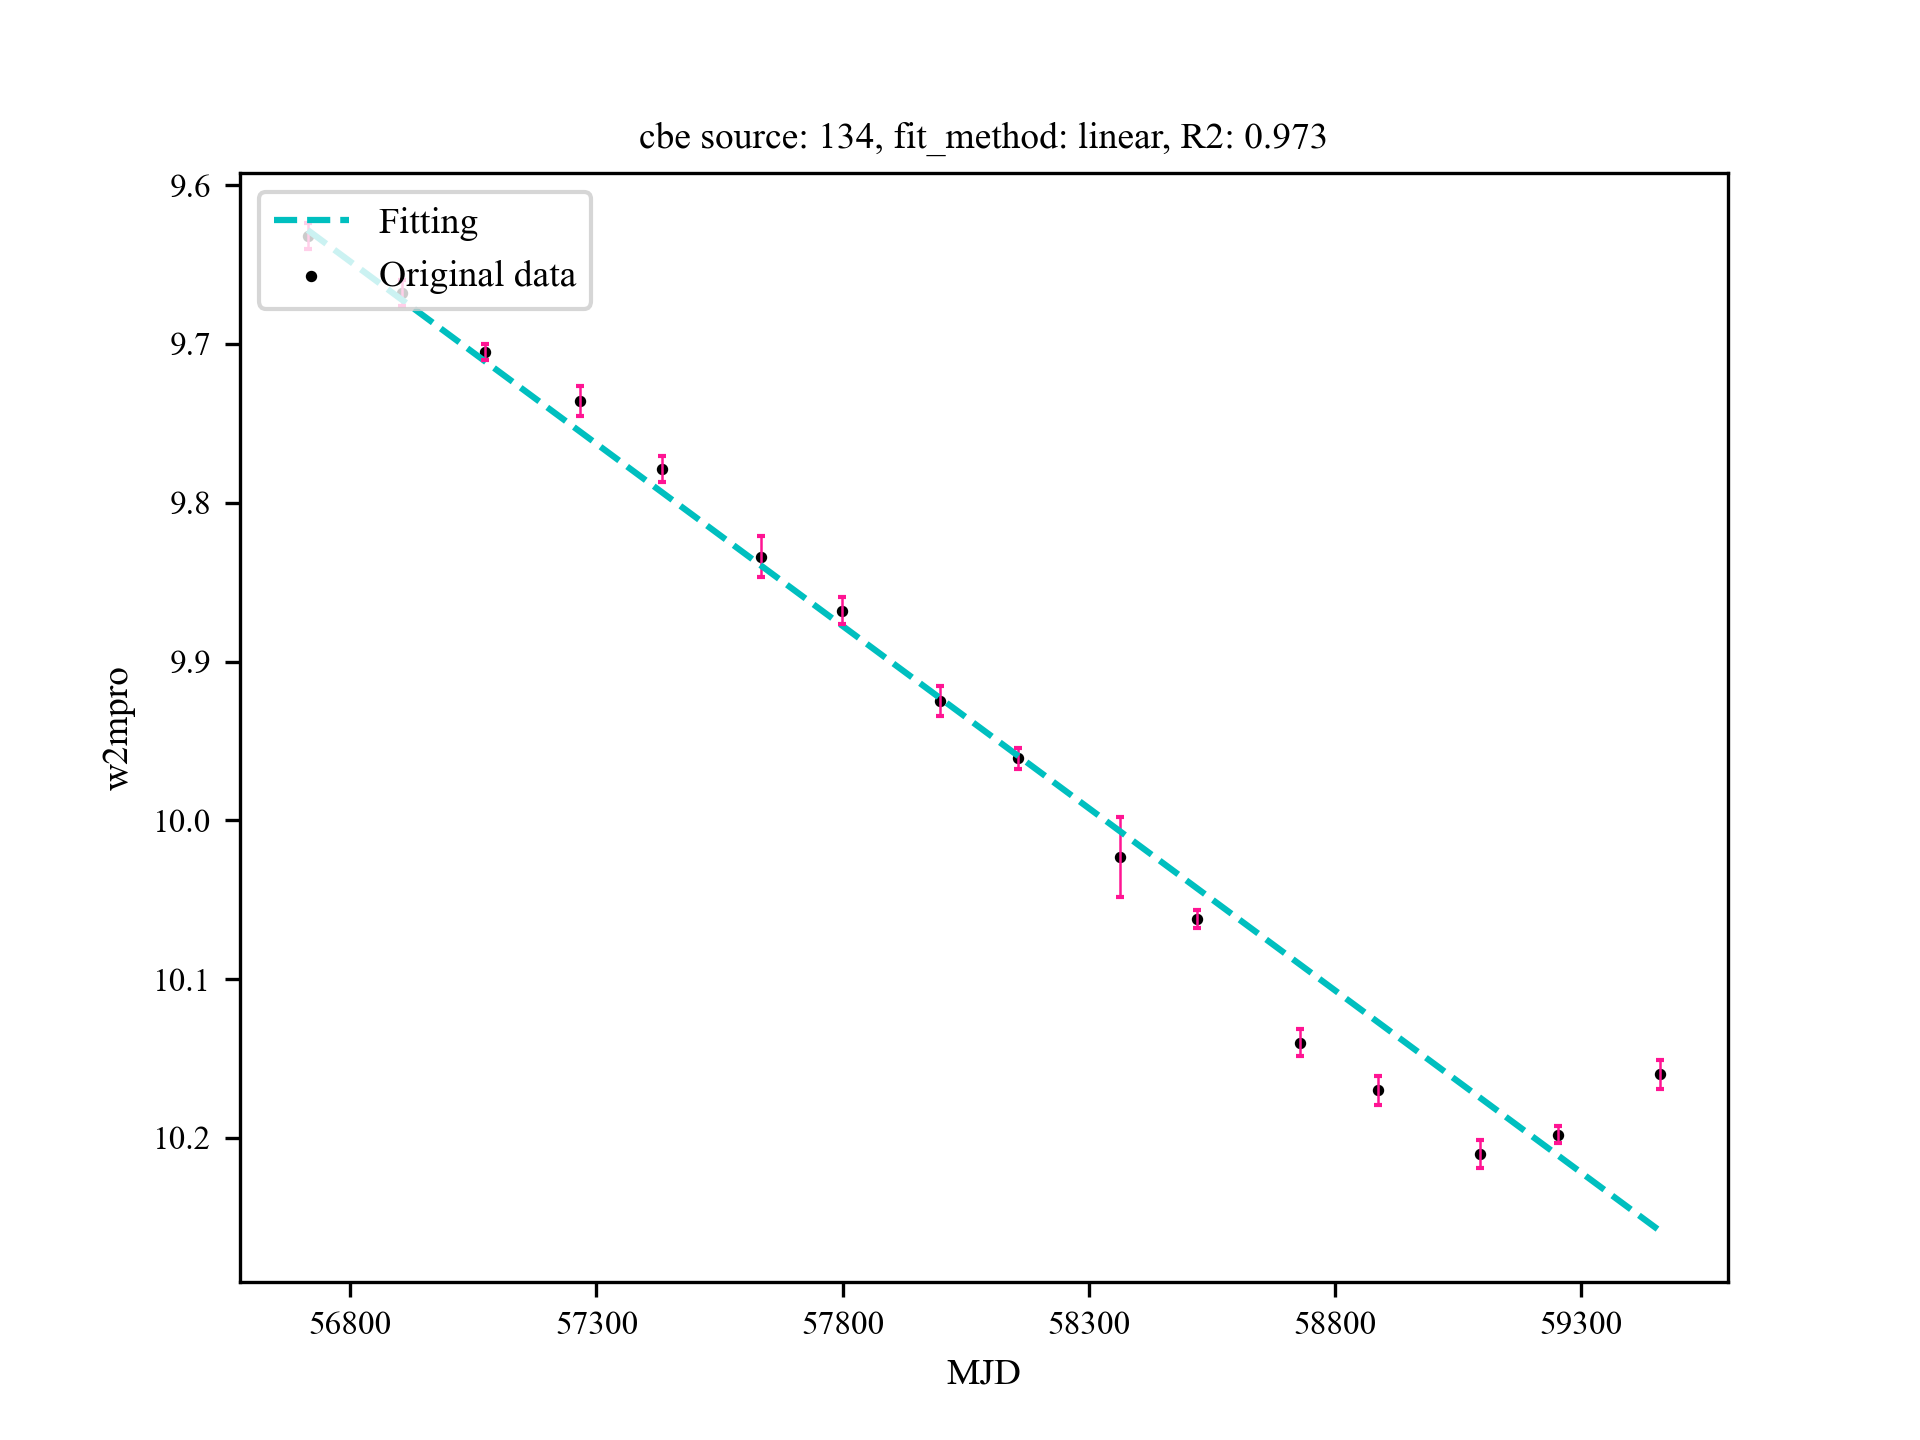 cbe source: 134, fit_method: linear, R2: 0.973
Fitting
Original data
9.6
9.7
9.8
9.9
10.0
10.1
10.2
w2mpro
56800
57300
57800
58300
58800
59300
MJD